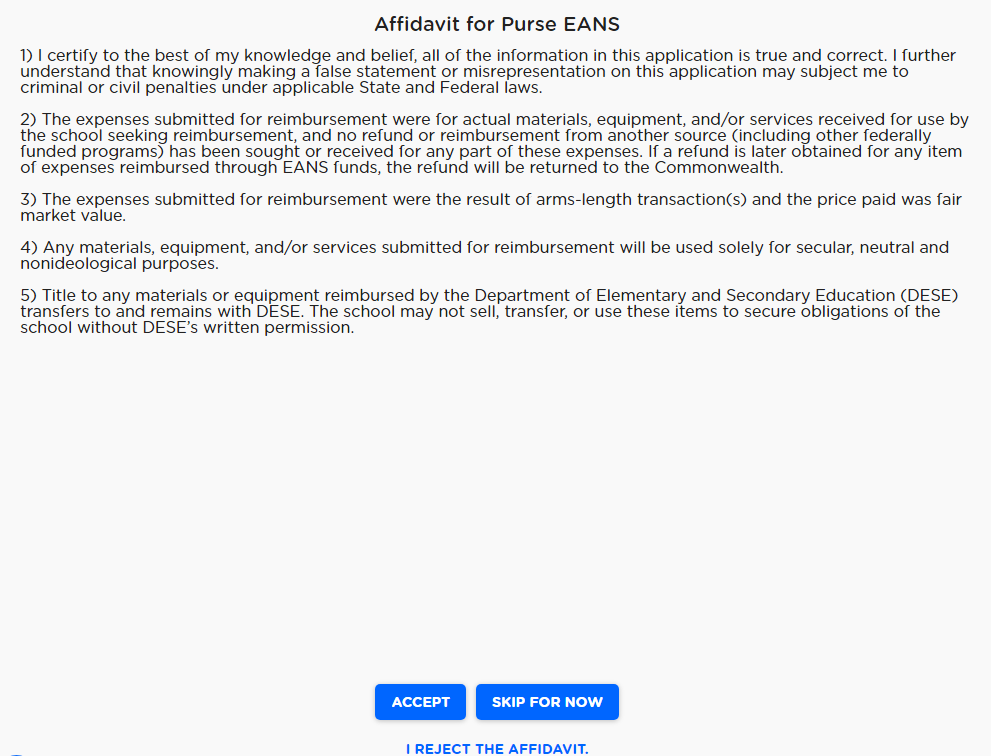 Affidavit for Purse EANS
1) I certify to the best of my knowledge and belief, all of the information in this application is true and correct. I further
understand that knowingly making a false statement or misrepresentation on this application may subject me to
criminal or civil penalties under applicable State and Federal laws.
2) The expenses submitted for reimbursement were for actual materials, equipment, and/or services received for use by
the school seeking reimbursement, and no refund or reimbursement from another source (including other federally
funded programs) has been sought or received for any part of these expenses. If a refund is later obtained for any item
of expenses reimbursed through EANS funds, the refund will be returned to the Commonwealth.
3) The expenses submitted for reimbursement were the result of arms-length transaction(s) and the price paid was fair
market value.
4) Any materials, equipment, and/or services submitted for reimbursement will be used solely for secular, neutral and
nonideological purposes.
5) Title to any materials or equipment reimbursed by the Department of Elementary and Secondary Education (DESE)
transfers to and remains with DESE. The school may not sell, transfer, or use these items to secure obligations of the
school without DESE’s written permission.
ACCEPT SKIP FOR NOW
I REJECT THE AFFIDAVIT.